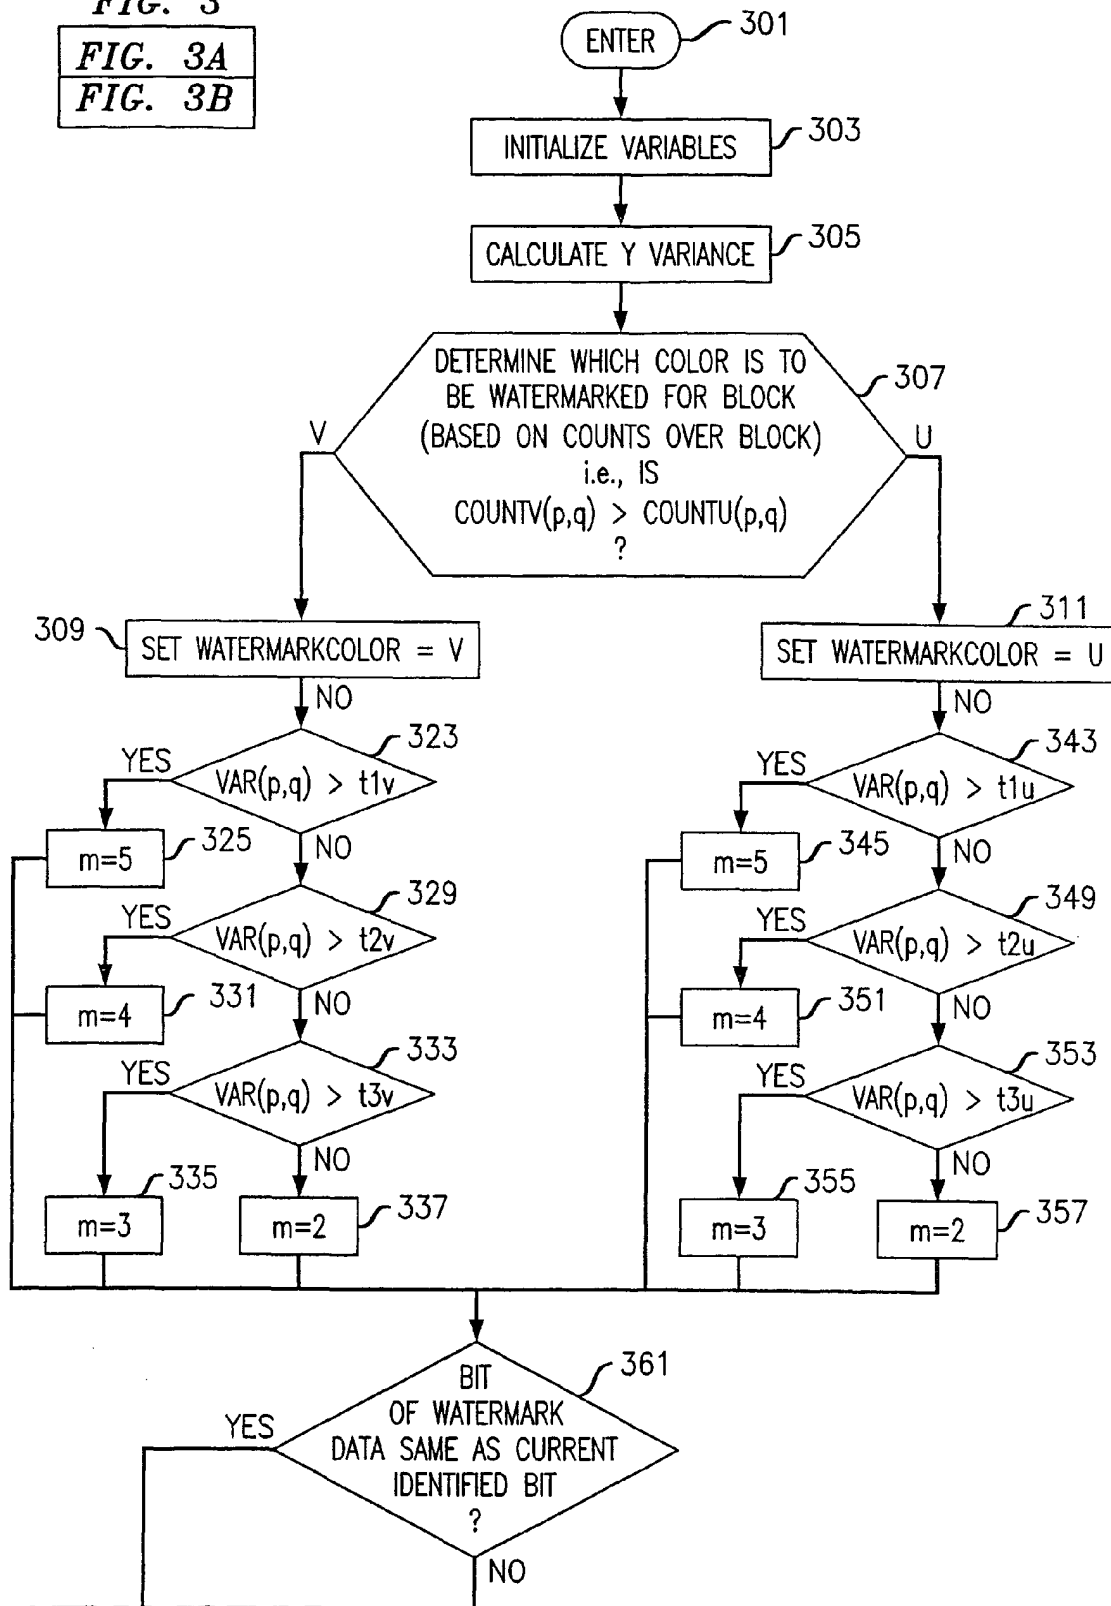 FIG. 3
FIG. 3A
FIG. 3B
ENTER
301
INITIALIZE VARIABLES
303
CALCULATE Y VARIANCE
305
DETERMINE WHICH COLOR IS TO
BE WATERMARKED FOR BLOCK
(BASED ON COUNTS OVER BLOCK)
i.e., IS
COUNTV(p,q) > COUNTU(p,q)
?
307
V
U
309
SET WATERMARKCOLOR = V
NO
323
YES
VAR(p,q) > t1v
m=5
325
NO
329
YES
VAR(p,q) > t2v
m=4
331
NO
333
YES
VAR(p,q) > t3v
NO
335
m=3
m=2
337
311
SET WATERMARKCOLOR = U
NO
343
YES
VAR(p,q) > t1u
m=5
345
NO
349
YES
VAR(p,q) > t2u
m=4
351
NO
353
YES
VAR(p,q) > t3u
NO
355
m=3
m=2
357
361
BIT
OF WATERMARK
DATA SAME AS CURRENT
IDENTIFIED BIT
?
YES
NO